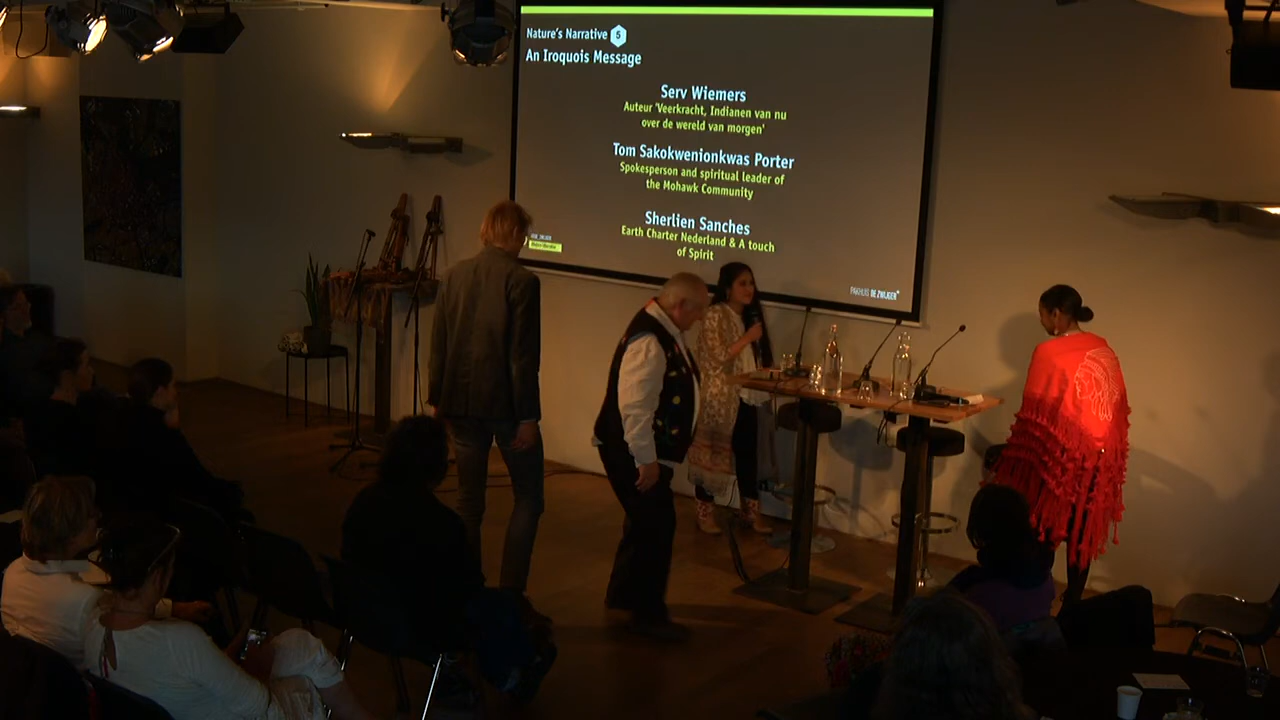 Nature's Narrative 5
An Iroquois Message
Serv Wiemers
Auteur 'Veerkracht, Indianen van nu
over de wereld van morgen'
Tom Sakokwenionkwas Porter
Spokesperson and spiritual leader of
the Mohawk Community
Sherlien Sanches
Earth Charter Nederland & A touch
of Spirit
PAKHUIS DE ZWIJGER